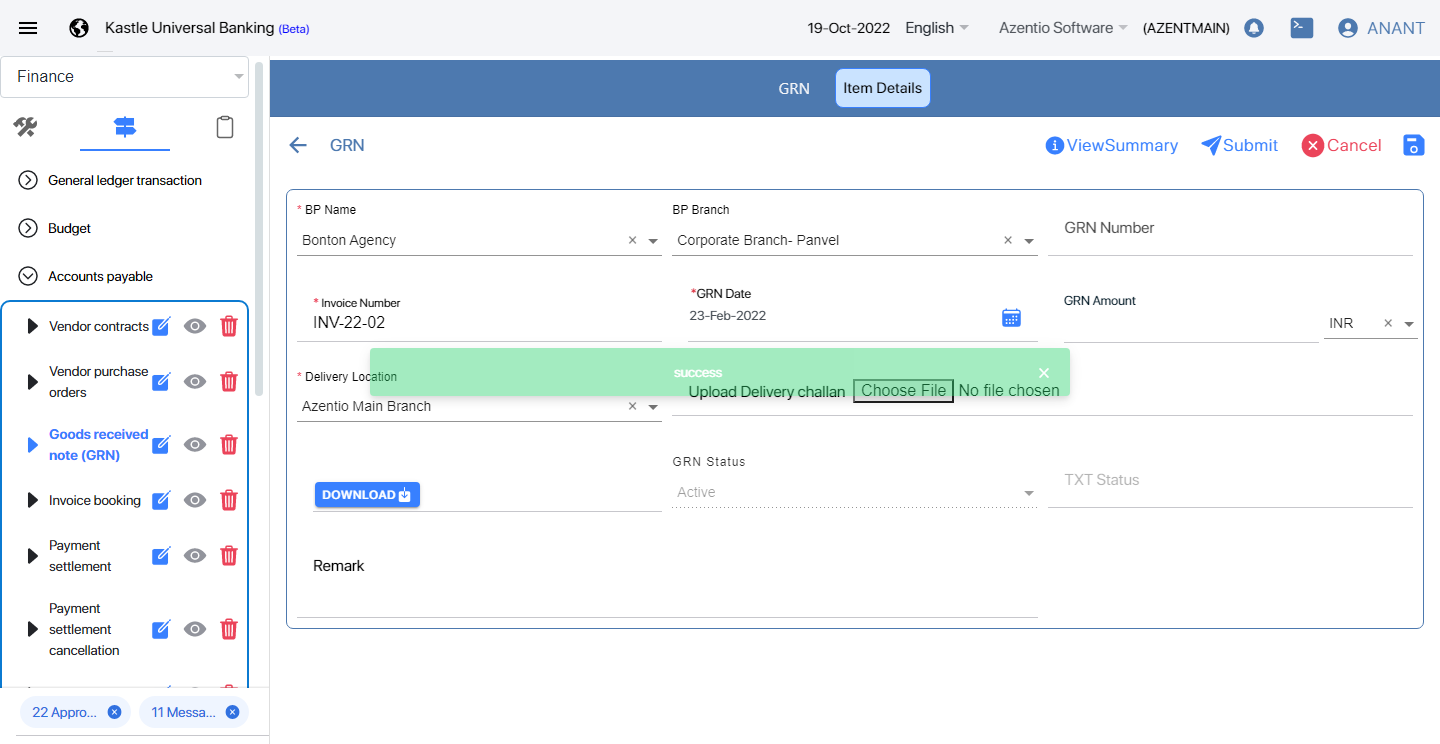 Kastle Universal Banking (Beta)
19-Oct-2022 English Azentio Software (AZENTMAIN) ANANT
Finance
GRN Item Details
GRN
ViewSummary Submit Cancel
General ledger transaction
Budget
Accounts payable
Vendor contracts
Vendor purchase
orders
Goods received
note (GRN)
Invoice booking
Payment
settlement
Payment
settlement
cancellation
22 Appro... 11 Messa...
* BP Name
Bonton Agency
BP Branch
Corporate Branch- Panvel
GRN Number
* Invoice Number
INV-22-02
*GRN Date
23-Feb-2022
GRN Amount
INR
success
* Delivery Location
Azentio Main Branch
Upload Delivery challan Choose File No file chosen
DOWNLOAD
GRN Status
Active
TXT Status
Remark